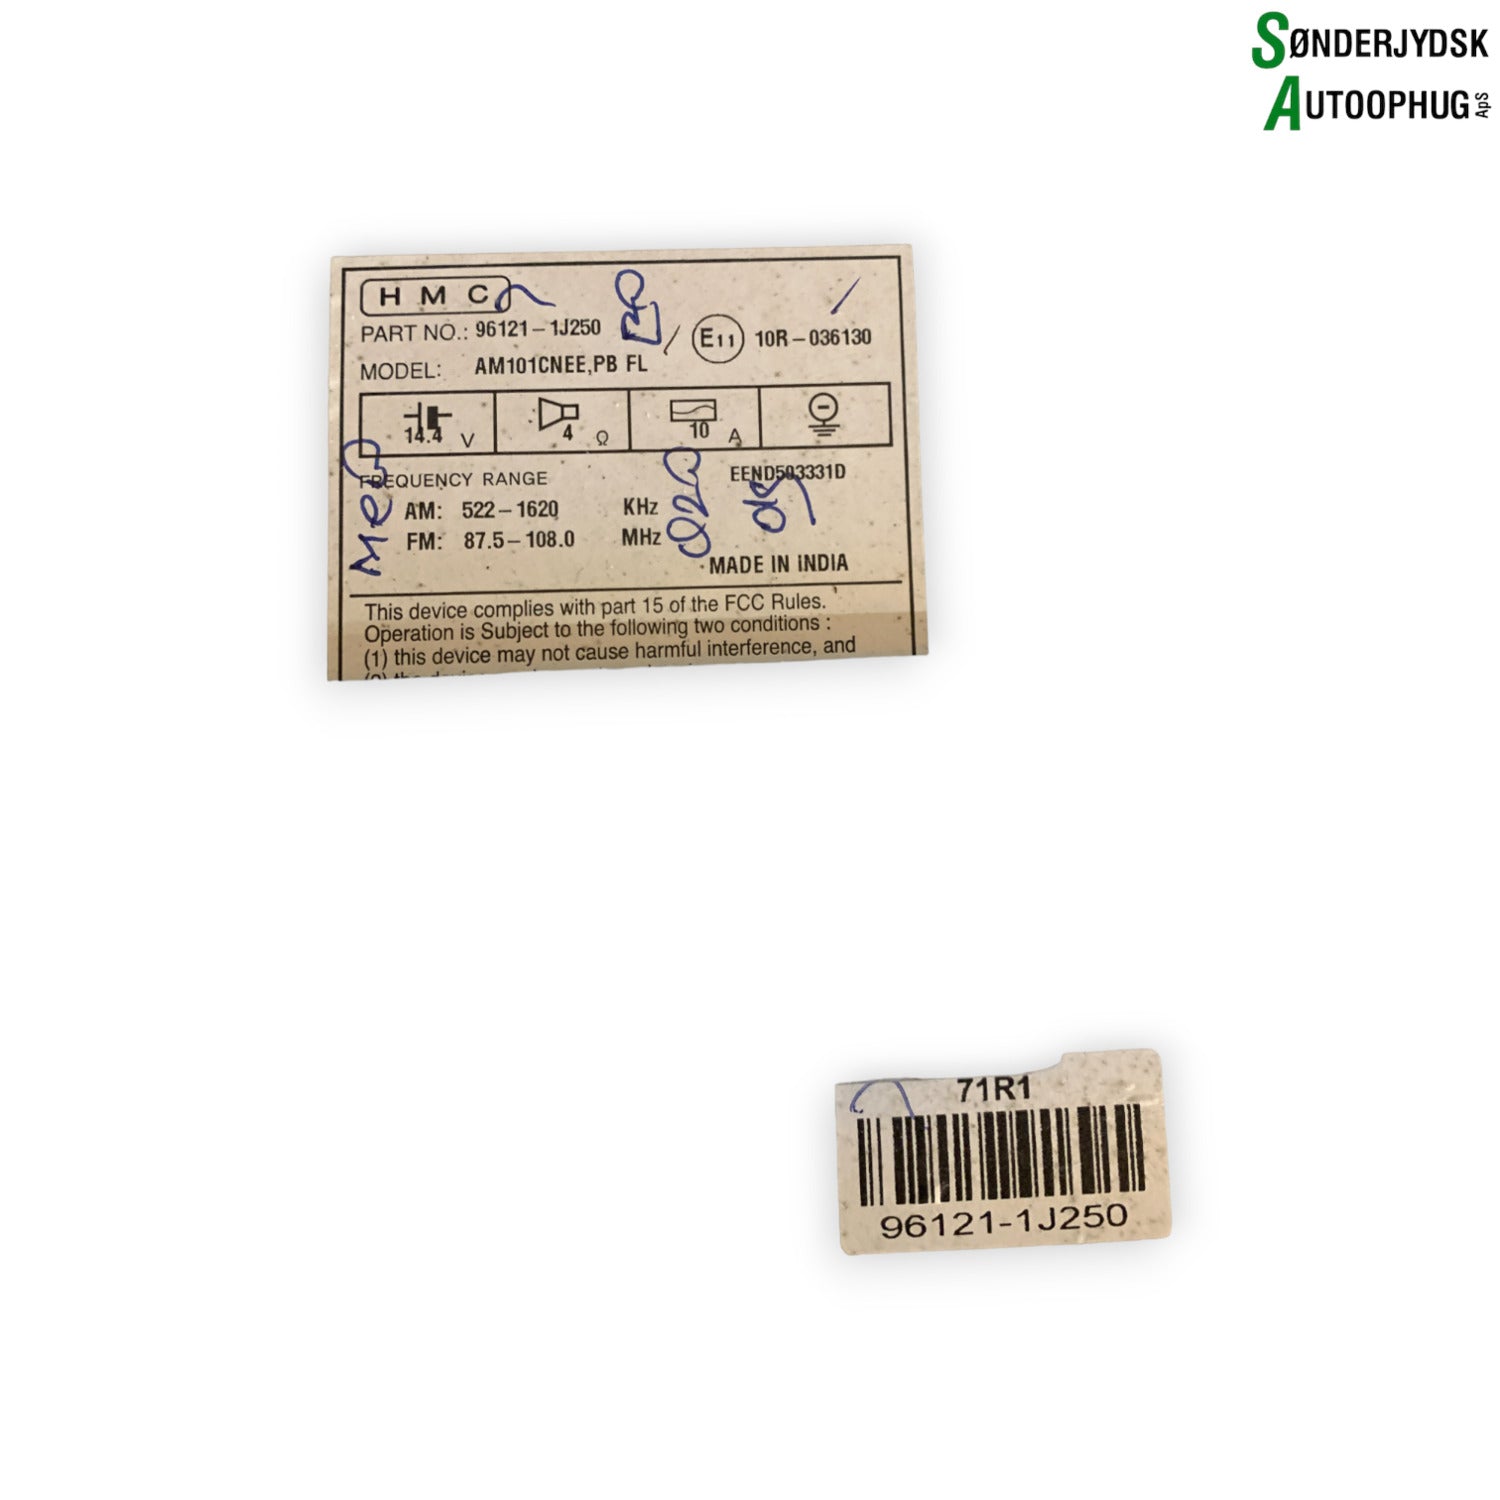 SØNDERJYDSK
AUTOOPHUG ApS
HMC
PART NO.: 96121-1J250
E11 10R-036130
MODEL: AM101CNEE,PB FL
14.4 V 4 Ω 10 A
FREQUENCY RANGE
AM: 522-1620 KHz
FM: 87.5-108.0 MHz
MADE IN INDIA
This device complies with part 15 of the FCC Rules.
Operation is Subject to the following two conditions :
(1) this device may not cause harmful interference, and
71R1
96121-1J250